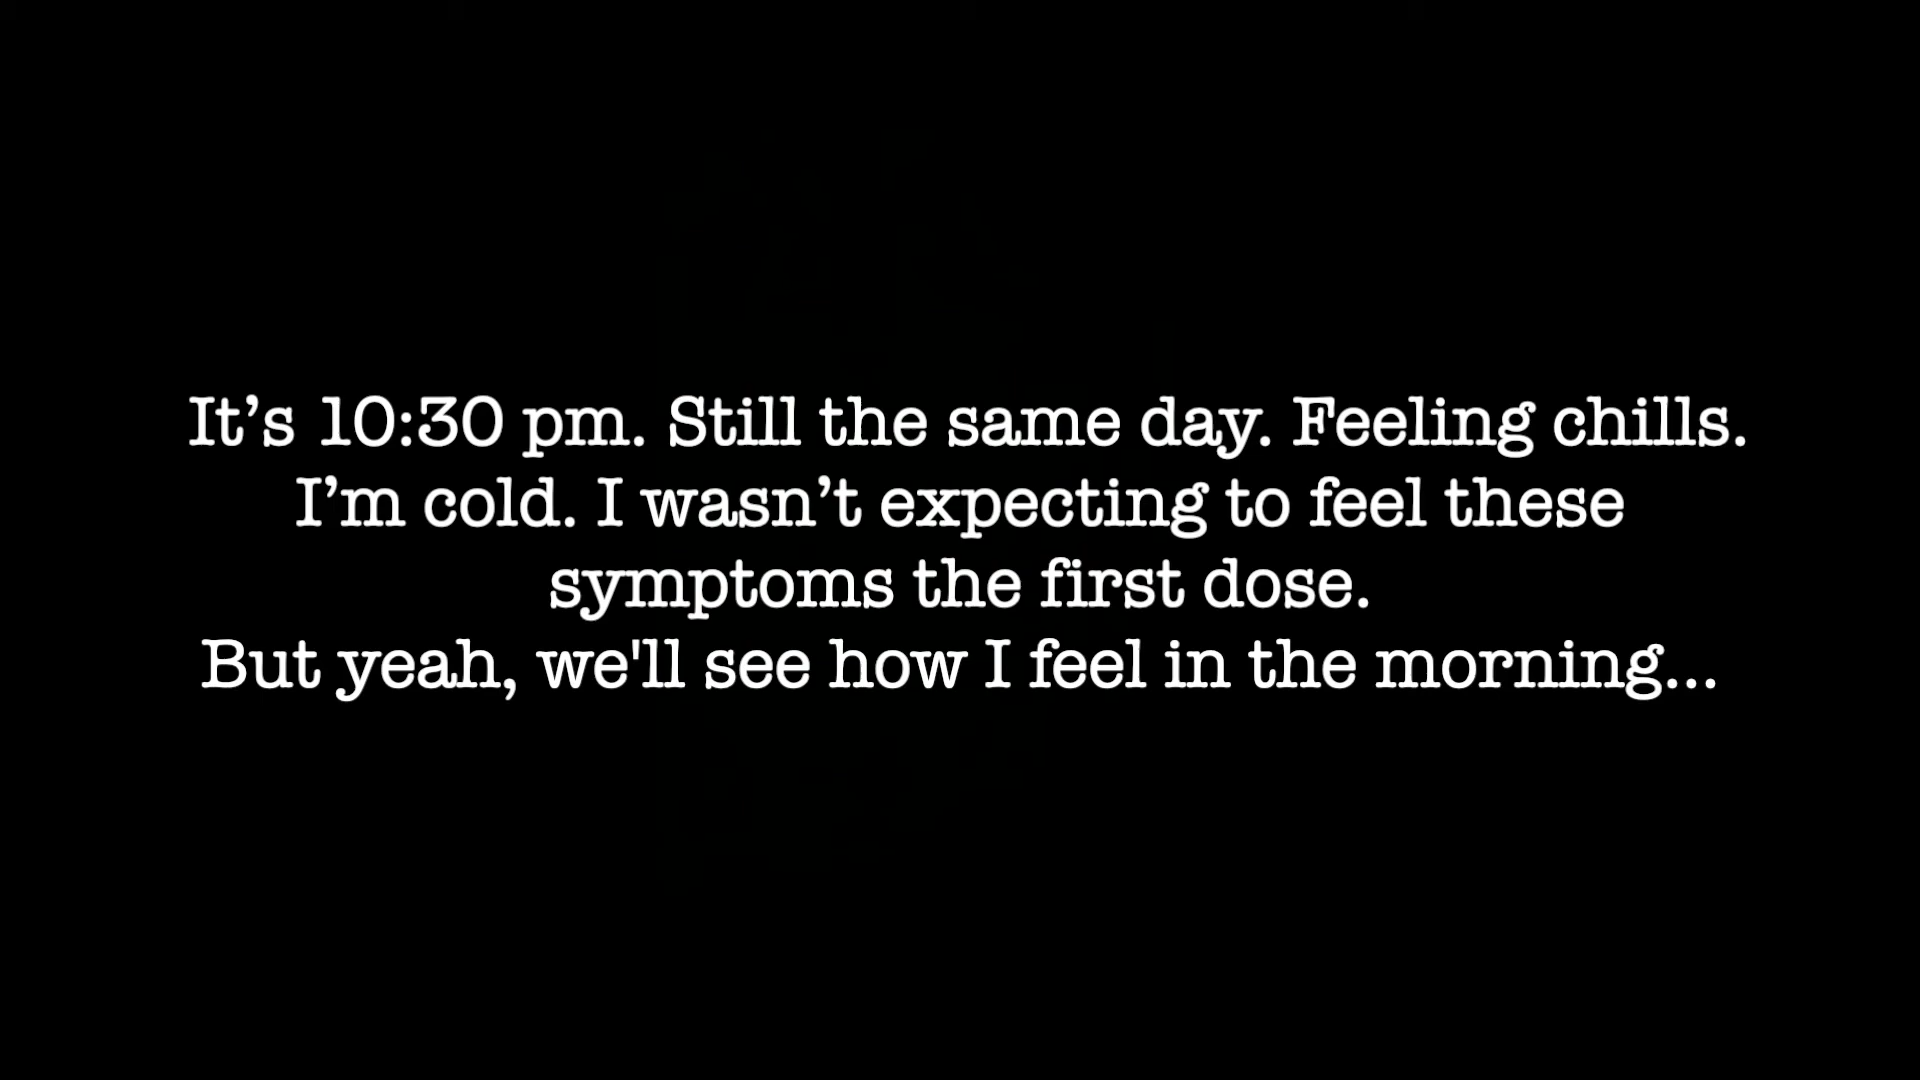 It’s 10:30 pm. Still the same day. Feeling chills.
I’m cold. I wasn’t expecting to feel these
symptoms the first dose.
But yeah, we'll see how I feel in the morning...